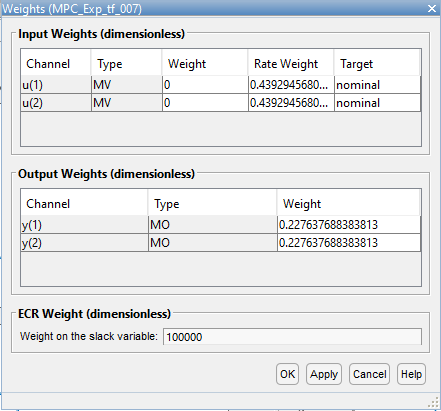 Weights (MPC_Exp_tf_007)
Input Weights (dimensionless)
Channel Type Weight Rate Weight Target
u(1) MV 0 0.4392945680... nominal
u(2) MV 0 0.4392945680... nominal
Output Weights (dimensionless)
Channel Type Weight
y(1) MO 0.227637688383813
y(2) MO 0.227637688383813
ECR Weight (dimensionless)
Weight on the slack variable: 100000
OK Apply Cancel Help